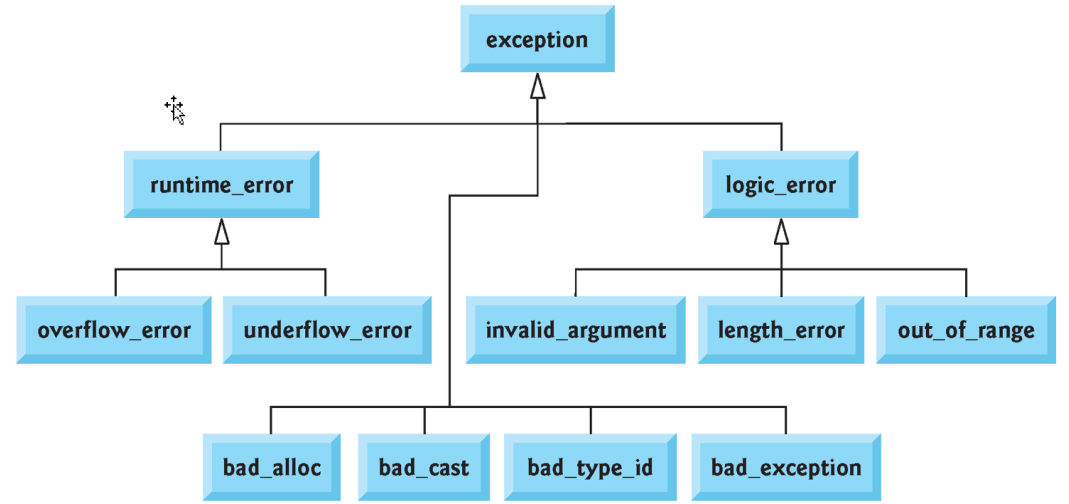 exception
runtime_error
logic_error
overflow_error
underflow_error
invalid_argument
length_error
out_of_range
bad_alloc
bad_cast
bad_type_id
bad_exception